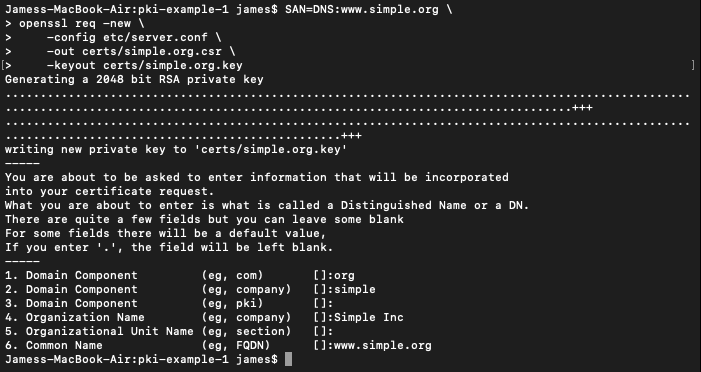 Jamess-MacBook-Air:pki-example-1 james$ SAN=DNS:www.simple.org \
> openssl req -new \
>     -config etc/server.conf \
>     -out certs/simple.org.csr \
[>     -keyout certs/simple.org.key ]
Generating a 2048 bit RSA private key
..................................................................................................
.................................................................................+++
..................................................................................................
................................................+++
writing new private key to 'certs/simple.org.key'
-----
You are about to be asked to enter information that will be incorporated
into your certificate request.
What you are about to enter is what is called a Distinguished Name or a DN.
There are quite a few fields but you can leave some blank
For some fields there will be a default value,
If you enter '.', the field will be left blank.
-----
1. Domain Component         (eg, com)       []:org
2. Domain Component         (eg, company)   []:simple
3. Domain Component         (eg, pki)       []:
4. Organization Name        (eg, company)   []:Simple Inc
5. Organizational Unit Name (eg, section)   []:
6. Common Name              (eg, FQDN)      []:www.simple.org
Jamess-MacBook-Air:pki-example-1 james$